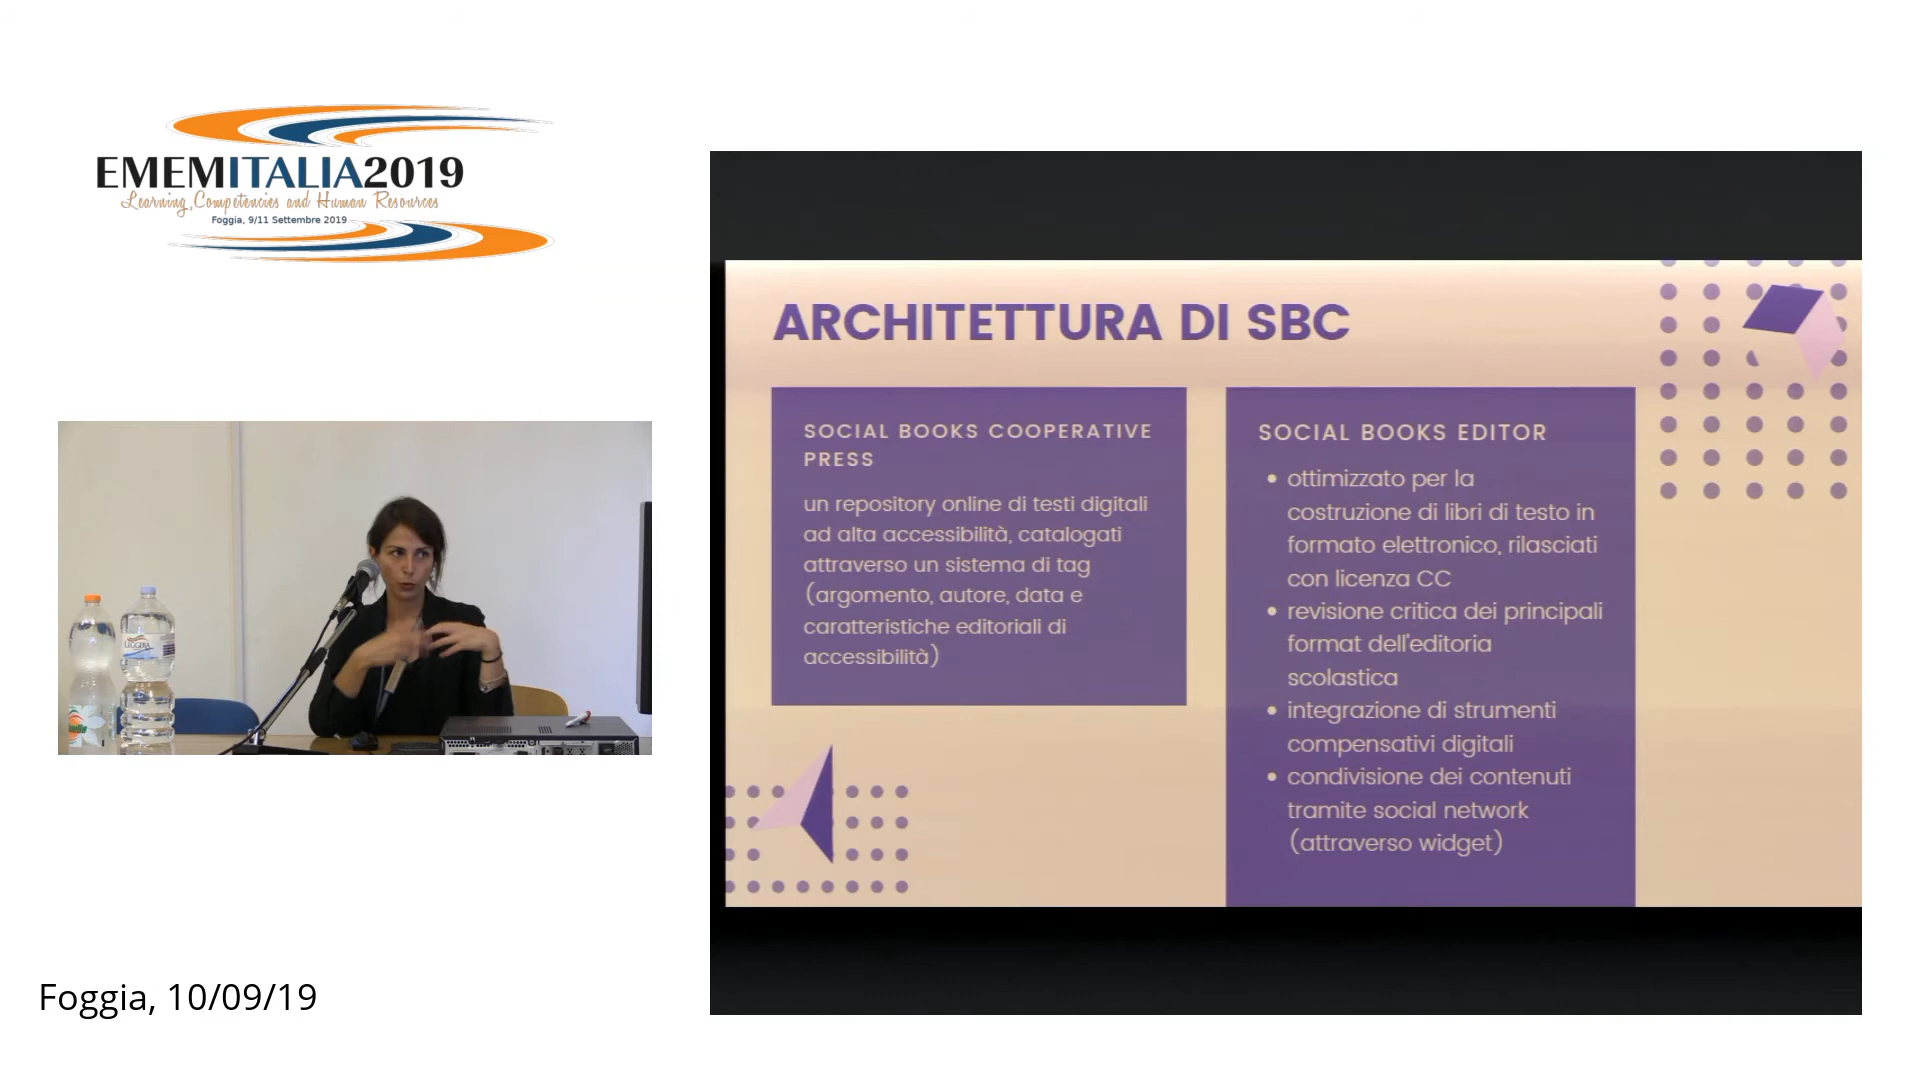 EMEMITALIA2019
Learning, Competencies and Human Resources
Foggia, 9/11 Settembre 2019
LEGGERA
Foggia, 10/09/19
ARCHITETTURA DI SBC
SOCIAL BOOKS COOPERATIVE
PRESS
un repository online di testi digitali
ad alta accessibilità, catalogati
attraverso un sistema di tag
(argomento, autore, data e
caratteristiche editoriali di
accessibilità)
SOCIAL BOOKS EDITOR
• ottimizzato per la
costruzione di libri di testo in
formato elettronico, rilasciati
con licenza CC
• revisione critica dei principali
format dell'editoria
scolastica
• integrazione di strumenti
compensativi digitali
• condivisione dei contenuti
tramite social network
(attraverso widget)